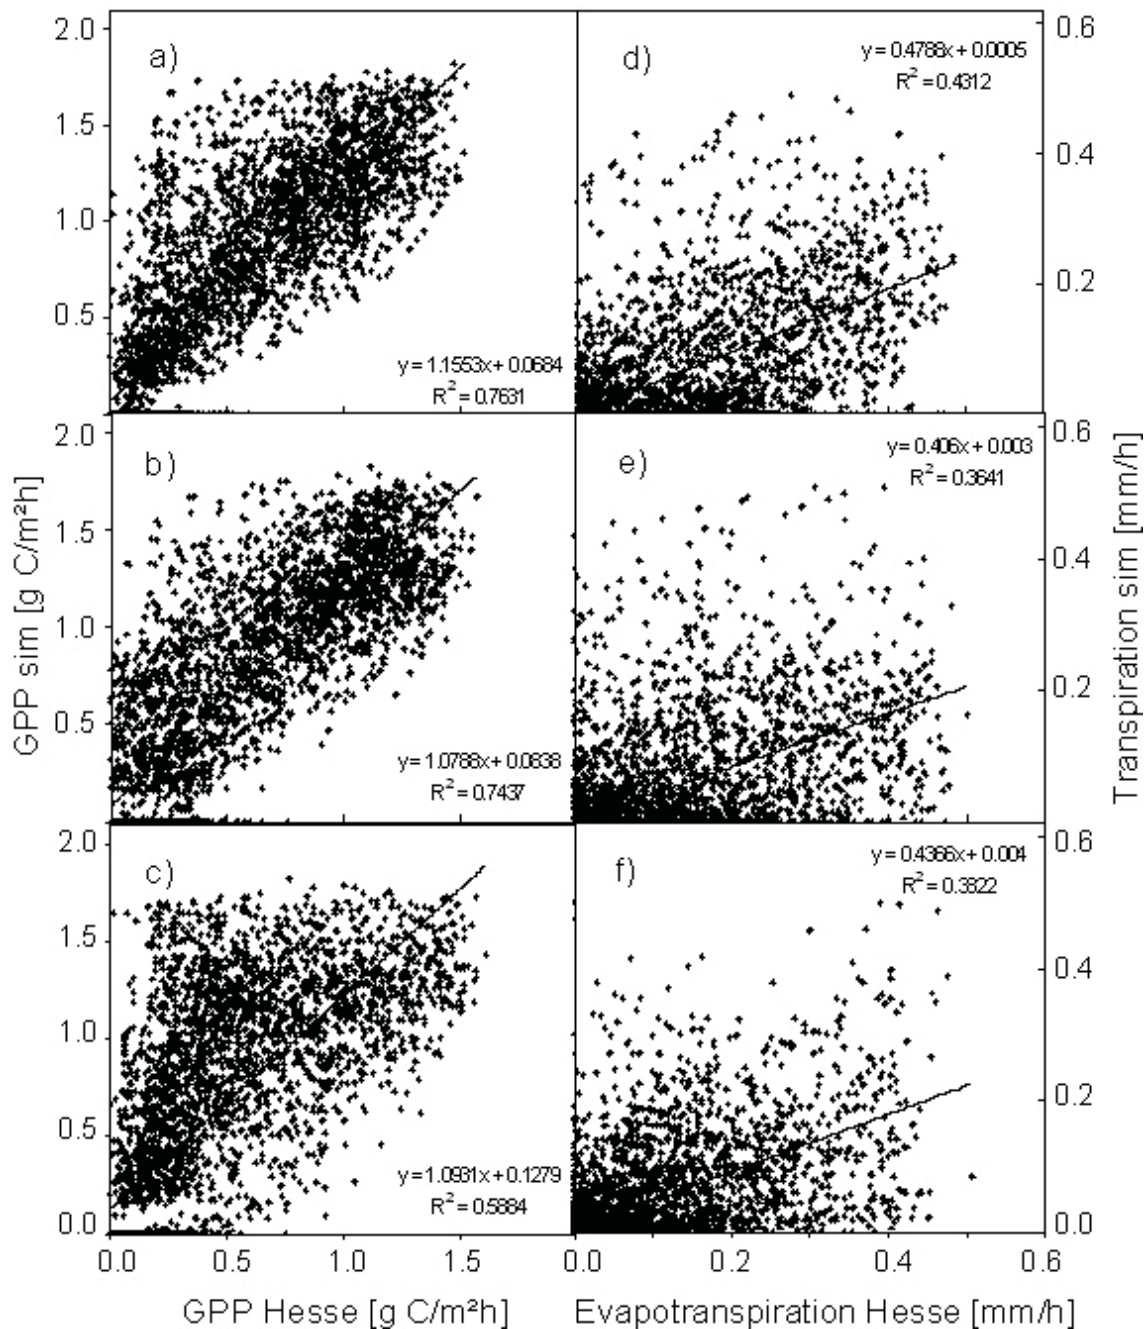 2.0
1.5
1.0
0.5
a)
y = 1.1553x + 0.0684
R² = 0.7631
d)
y = 0.4788x + 0.0005
R² = 0.4312
0.6
0.4
0.2
2.0
1.5
1.0
0.5
b)
y = 1.0788x + 0.0838
R² = 0.7437
e)
y = 0.406x + 0.003
R² = 0.3641
0.6
0.4
0.2
2.0
1.5
1.0
0.5
0.0
c)
y = 1.0931x + 0.1279
R² = 0.5884
f)
y = 0.4366x + 0.004
R² = 0.3822
0.6
0.4
0.2
0.0
GPP sim [g C/m²h]
Transpiration sim [mm/h]
0.0 0.5 1.0 1.5
0.2 0.4 0.6
GPP Hesse [g C/m²h]
Evapotranspiration Hesse [mm/h]